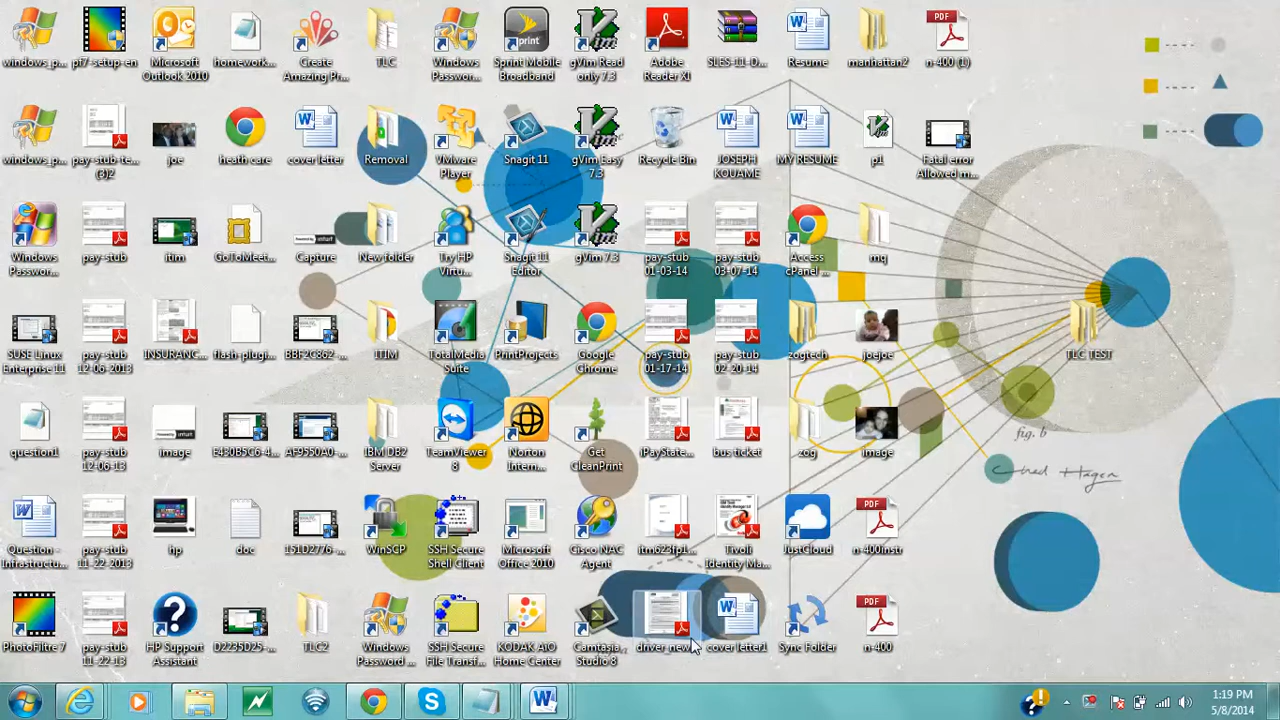 windows_p...
pi7-setup-en
Microsoft
Outlook 2010
homework...
Create
Amazing Pr...
TLC
Windows
Passwor...
Sprint Mobile
Broadband
gVim Read
only 7.3
Adobe
Reader XI
SLES-11-D...
Resume
manhattan2
n-400 (1)
windows_p...
pay-stub-te...
(3)2
joe
heathcare
cover letter
Removal
VMware
Player
Snagit 11
gVim Easy
7.3
Recycle Bin
JOSEPH
KOUAME
MY RESUME
p1
Fatal error
Allowed m...
Windows
Passwor...
pay-stub
itim
GoToMeet...
Capture
New folder
Try HP
Virtu...
Snagit 11
Editor
gVim 7.3
pay-stub
01-03-14
pay-stub
03-07-14
Access
cPanel ...
mq
SUSE Linux
Enterprise 11
pay-stub
12-06-2013
INSURANC...
flash-plugi...
BBF2C862-...
ITIM
TotalMedia
Suite
PrintProjects
Google
Chrome
pay-stub
01-17-14
pay-stub
02-20-14
zogtech
joejoe
TLC TEST
question1
pay-stub
12-06-13
image
E430B5C6-4...
AF9550A0-...
IBM DB2
Server
TeamViewer
8
Norton
Intern...
Get
CleanPrint
iPayState...
bus ticket
zog
image
fig. b
Chad Hagen
Question -
Infrastructu...
pay-stub
11-22-2013
hp
doc
151D2776-...
WinSCP
SSH Secure
Shell Client
Microsoft
Office 2010
Cisco NAC
Agent
itm623fp1...
Tivoli
Identity Ma...
JustCloud
n-400instr
PhotoFiltre 7
pay-stub
11-22-13
HP Support
Assistant
D2235D25-...
TLC2
Windows
Password ...
SSH Secure
File Transf...
KODAK AiO
Home Center
Camtasia
Studio 8
driver_new
cover letter1
Sync Folder
n-400
1:19 PM
5/8/2014